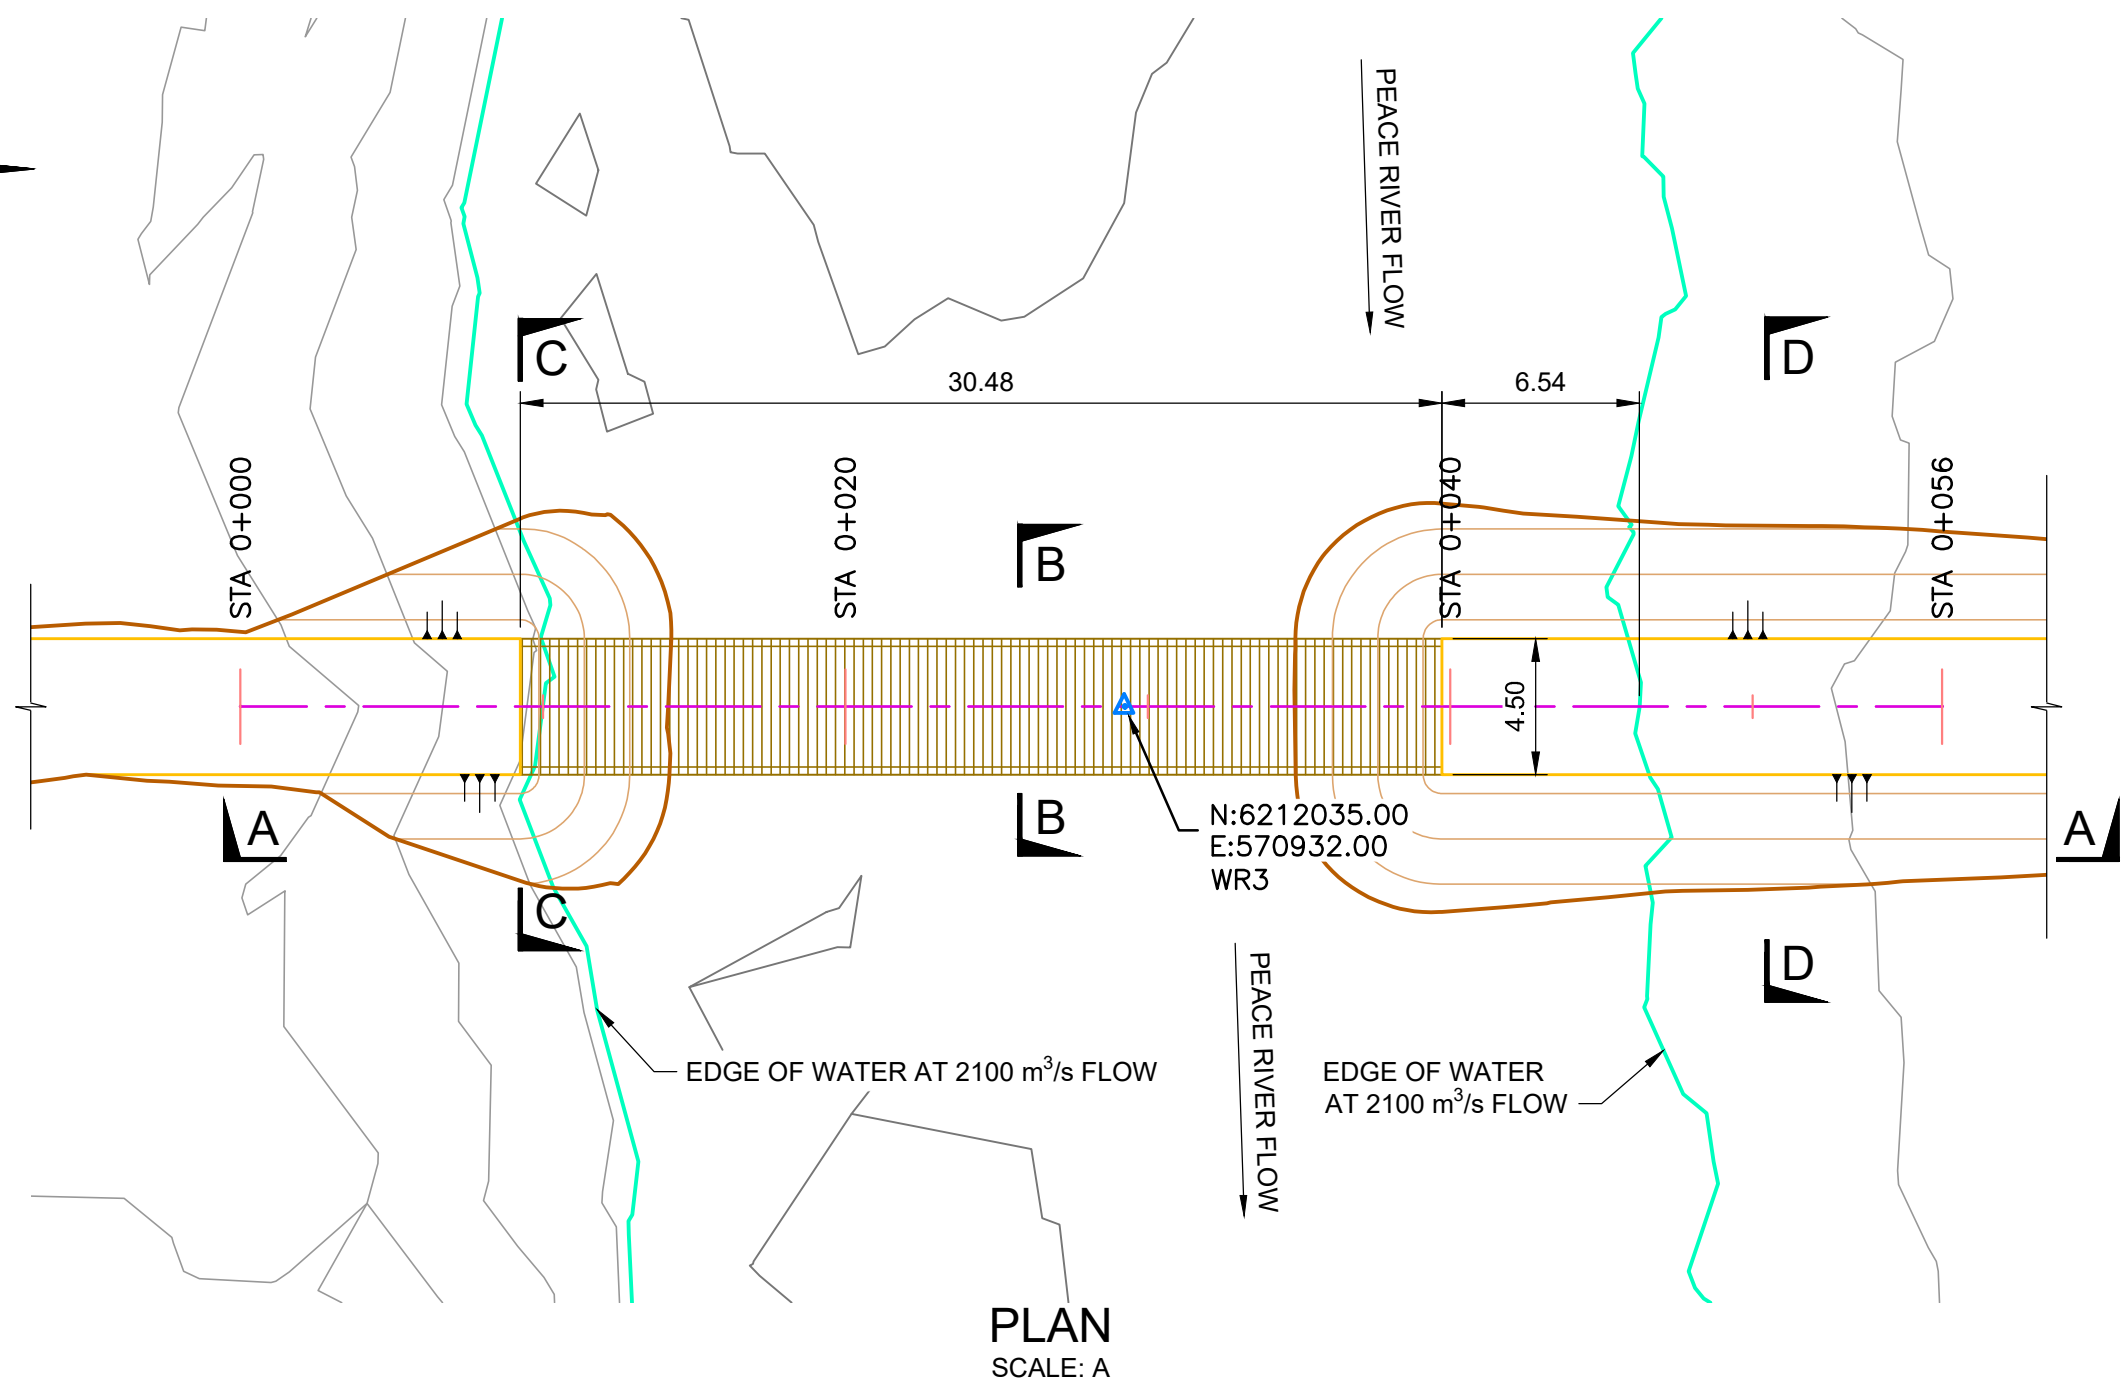 PEACE RIVER FLOW
C
D
30.48
6.54
STA 0+000
STA 0+020
STA 0+040
STA 0+056
B
4.50
A
B
N:6212035.00
E:570932.00
WR3
A
C
D
PEACE RIVER FLOW
EDGE OF WATER AT 2100 m³/s FLOW
EDGE OF WATER
AT 2100 m³/s FLOW
PLAN
SCALE: A